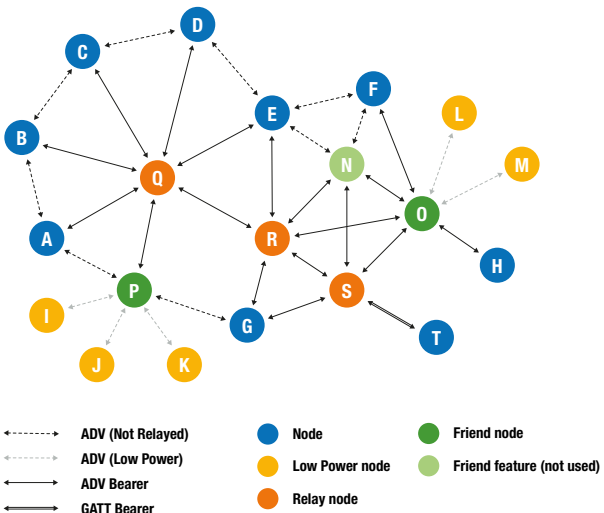 D
C
F
E
L
B
N
M
Q
O
A
R
H
P
S
I
G
T
J
K
ADV (Not Relayed)
ADV (Low Power)
ADV Bearer
GATT Bearer
Node
Low Power node
Relay node
Friend node
Friend feature (not used)